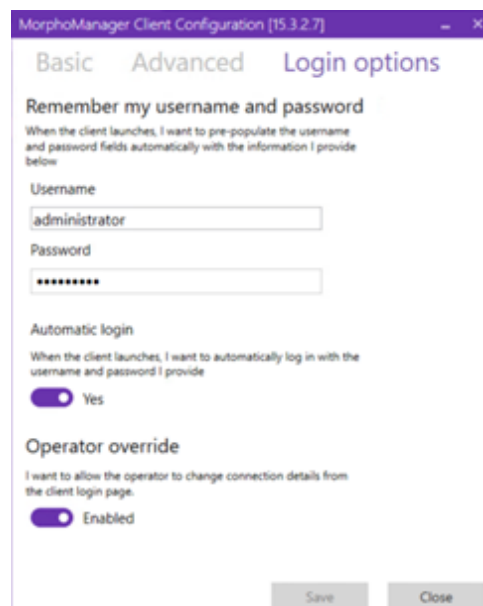 MorphoManager Client Configuration [15.3.2.7]
Basic Advanced Login options
Remember my username and password
When the client launches, I want to pre-populate the username
and password fields automatically with the information I provide
below
Username
administrator
Password
•••••••••
Automatic login
When the client launches, I want to automatically log in with the
username and password I provide
Yes
Operator override
I want to allow the operator to change connection details from
the client login page.
Enabled
Save Close